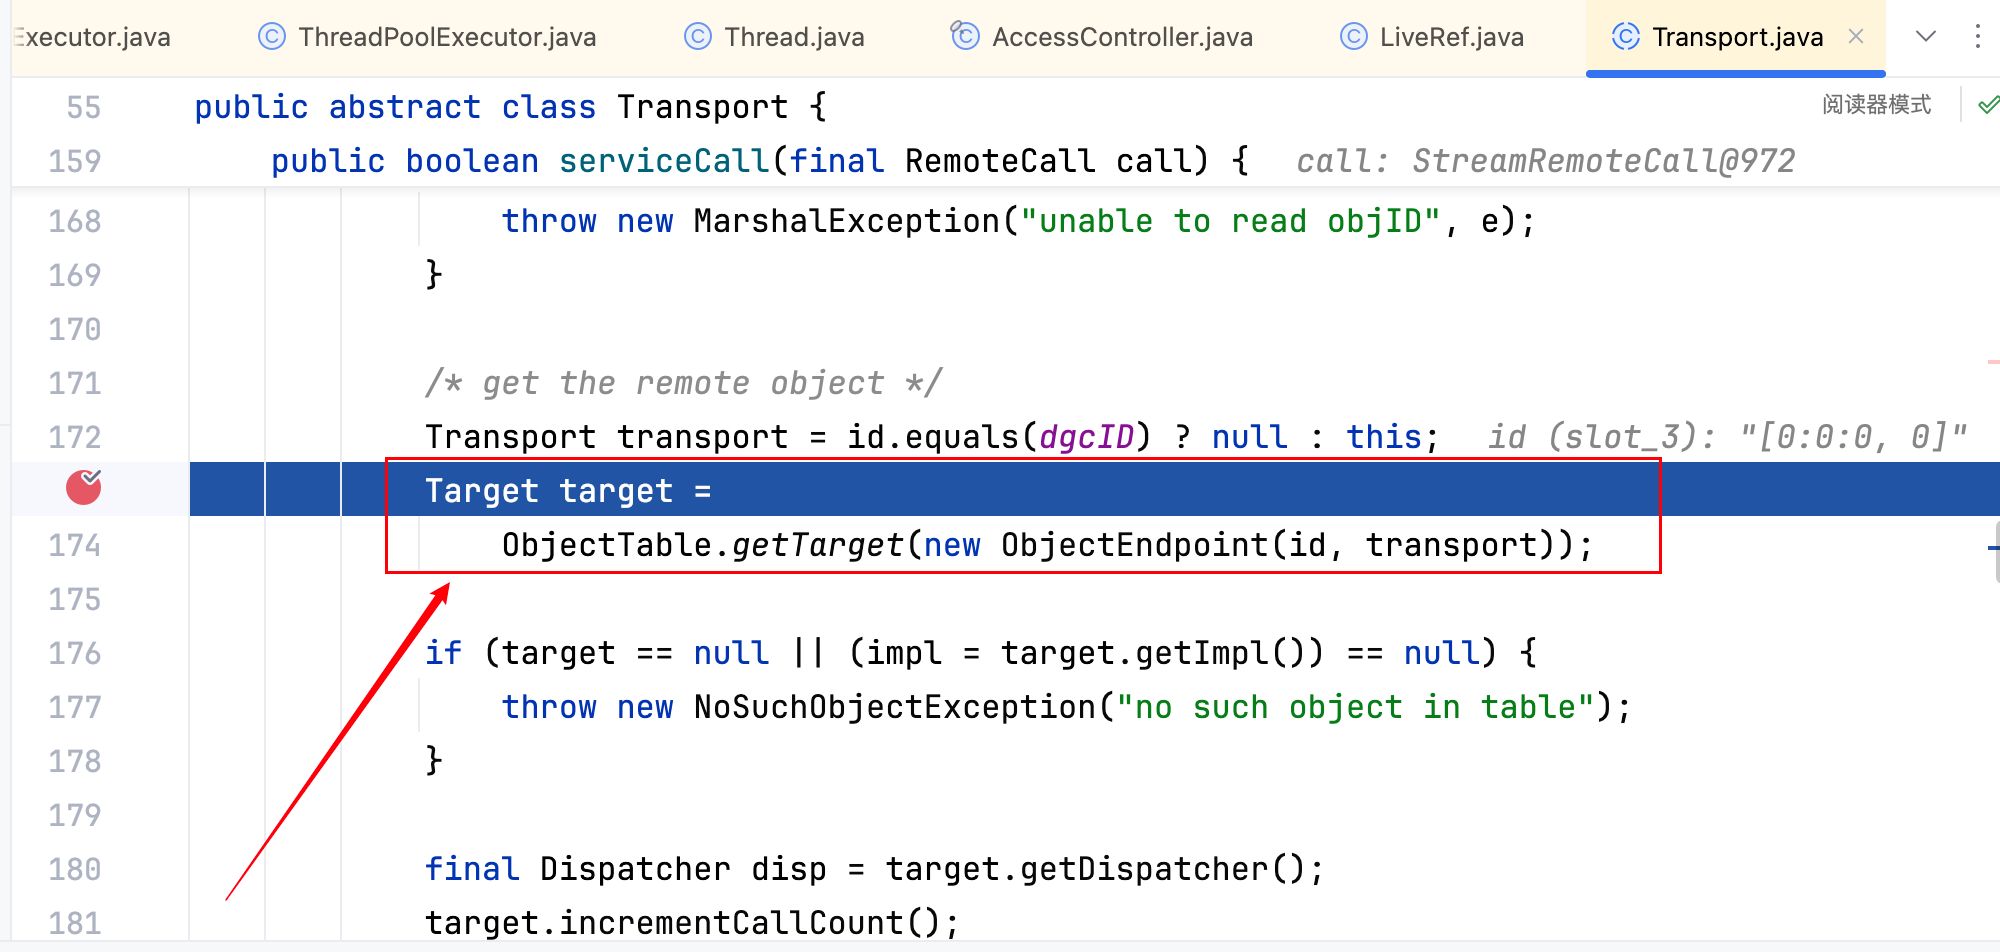 Executor.java ThreadPoolExecutor.java Thread.java AccessController.java LiveRef.java Transport.java
55 public abstract class Transport { 阅读器模式
159 public boolean serviceCall(final RemoteCall call) { call: StreamRemoteCall@972
168 throw new MarshalException("unable to read objID", e);
169 }
170
171 /* get the remote object */
172 Transport transport = id.equals(dgcID) ? null : this; id (slot_3): "[0:0:0, 0]"
Target target =
174 ObjectTable.getTarget(new ObjectEndpoint(id, transport));
175
176 if (target == null || (impl = target.getImpl()) == null) {
177 throw new NoSuchObjectException("no such object in table");
178 }
179
180 final Dispatcher disp = target.getDispatcher();
181 target.incrementCallCount();